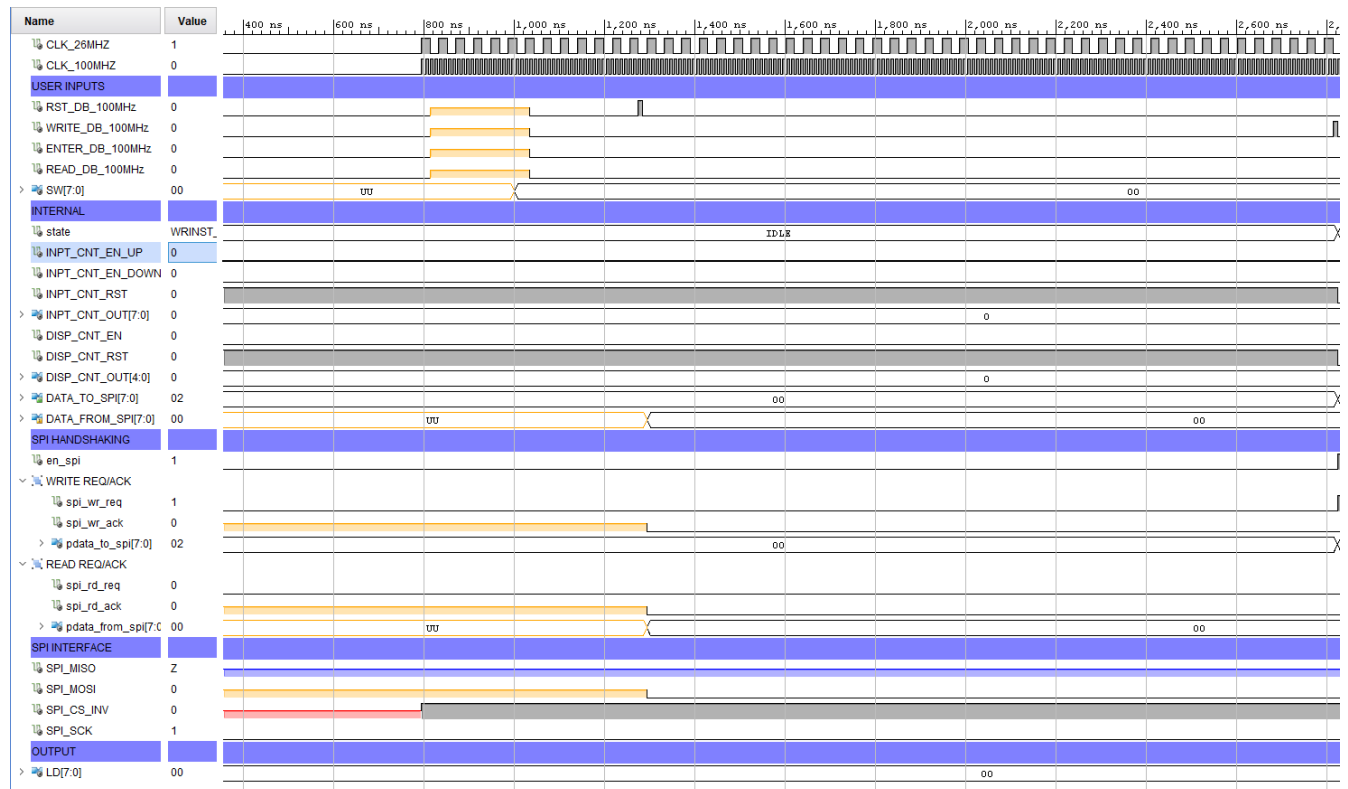 Name Value 400 ns 600 ns 800 ns 1,000 ns 1,200 ns 1,400 ns 1,600 ns 1,800 ns 2,000 ns 2,200 ns 2,400 ns 2,600 ns 2,
CLK_26MHZ 1
CLK_100MHZ 0
USER INPUTS
RST_DB_100MHz 0
WRITE_DB_100MHz 0
ENTER_DB_100MHz 0
READ_DB_100MHz 0
SW[7:0] 00 UU 00
INTERNAL
state WRINST_ IDLE
INPT_CNT_EN_UP 0
INPT_CNT_EN_DOWN 0
INPT_CNT_RST 0
INPT_CNT_OUT[7:0] 0 0
DISP_CNT_EN 0
DISP_CNT_RST 0
DISP_CNT_OUT[4:0] 0 0
DATA_TO_SPI[7:0] 02 00
DATA_FROM_SPI[7:0] 00 UU 00
SPI HANDSHAKING
en_spi 1
WRITE REQ/ACK
spi_wr_req 1
spi_wr_ack 0
pdata_to_spi[7:0] 02 00
READ REQ/ACK
spi_rd_req 0
spi_rd_ack 0
pdata_from_spi[7:0 00 UU 00
SPI INTERFACE
SPI_MISO Z
SPI_MOSI 0
SPI_CS_INV 0
SPI_SCK 1
OUTPUT
LD[7:0] 00 00